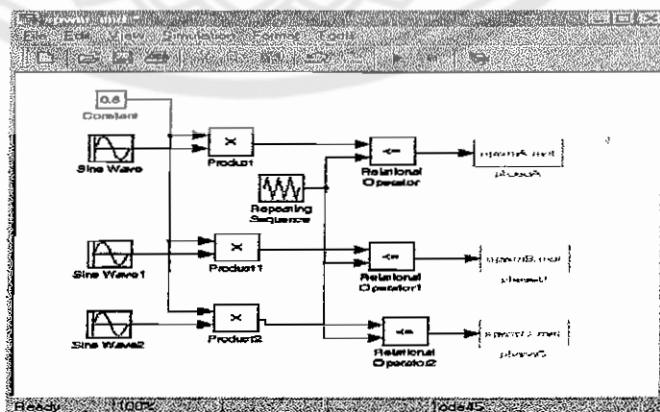 File Edit View Simulation Format Tools
0.8
Constant
Sine Wave
×
Product
<=
Relational
Operator
Repeating
Sequence
Sine Wave1
×
Product1
<=
Relational
Operator1
Sine Wave2
×
Product2
<=
Relational
Operator2
Ready 100% ode45